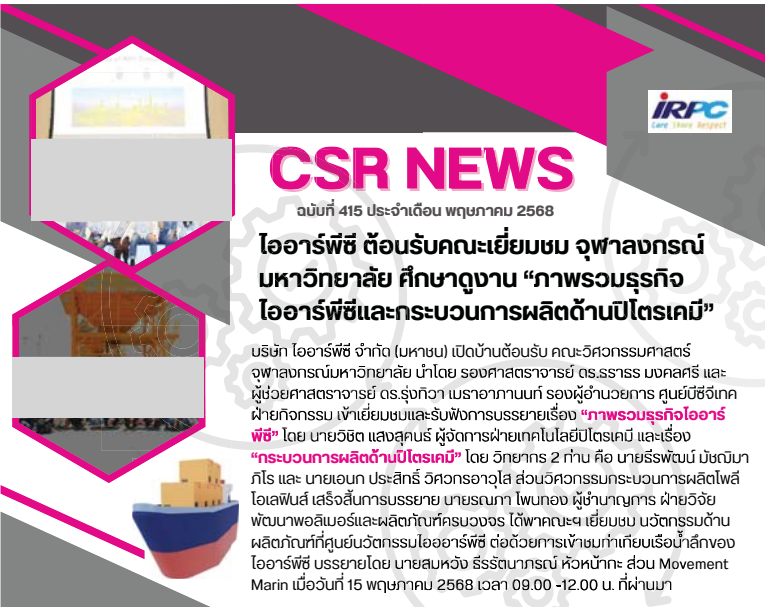 iRPC
Care Share Respect
CSR NEWS
ฉบับที่ 415 ประจำเดือน พฤษภาคม 2568
ไออาร์พีซี ต้อนรับคณะเยี่ยมชม จุฬาลงกรณ์
มหาวิทยาลัย ศึกษาดูงาน “ภาพรวมธุรกิจ
ไออาร์พีซีและกระบวนการผลิตด้านปิโตรเคมี”
บริษัท ไออาร์พีซี จำกัด (มหาชน) เปิดบ้านต้อนรับ คณะวิศวกรรมศาสตร์
จุฬาลงกรณ์มหาวิทยาลัย นำโดย รองศาสตราจารย์ ดร.ธราธร มงคลศรี และ
ผู้ช่วยศาสตราจารย์ ดร.รุ่งทิวา เมธาอาภานนท์ รองผู้อำนวยการ ศูนย์บีซีจีเทค
ฝ่ายกิจกรรม เข้าเยี่ยมชมและรับฟังการบรรยายเรื่อง “ภาพรวมธุรกิจไออาร์
พีซี” โดย นายวิชิต แสงสุคนธ์ ผู้จัดการฝ่ายเทคโนโลยีปิโตรเคมี และเรื่อง
“กระบวนการผลิตด้านปิโตรเคมี” โดย วิทยากร 2 ท่าน คือ นายธีรพัฒน์ มัชฌิมา
ภิโร และ นายเอนก ประสิทธิ์ วิศวกรอาวุโส ส่วนวิศวกรรมกระบวนการผลิตโพลี
โอเลฟินส์ เสร็จสิ้นการบรรยาย นายรณภา โพนทอง ผู้ชำนาญการ ฝ่ายวิจัย
พัฒนาพอลิเมอร์และผลิตภัณฑ์ครบวงจร ได้พาคณะฯ เยี่ยมชม นวัตกรรมด้าน
ผลิตภัณฑ์ที่ศูนย์นวัตกรรมไออาร์พีซี ต่อด้วยการเข้าชมท่าเทียบเรือน้ำลึกของ
ไออาร์พีซี บรรยายโดย นายสมหวัง ธีรรัตนาภรณ์ หัวหน้ากะ ส่วน Movement
Marin เมื่อวันที่ 15 พฤษภาคม 2568 เวลา 09.00 -12.00 น. ที่ผ่านมา